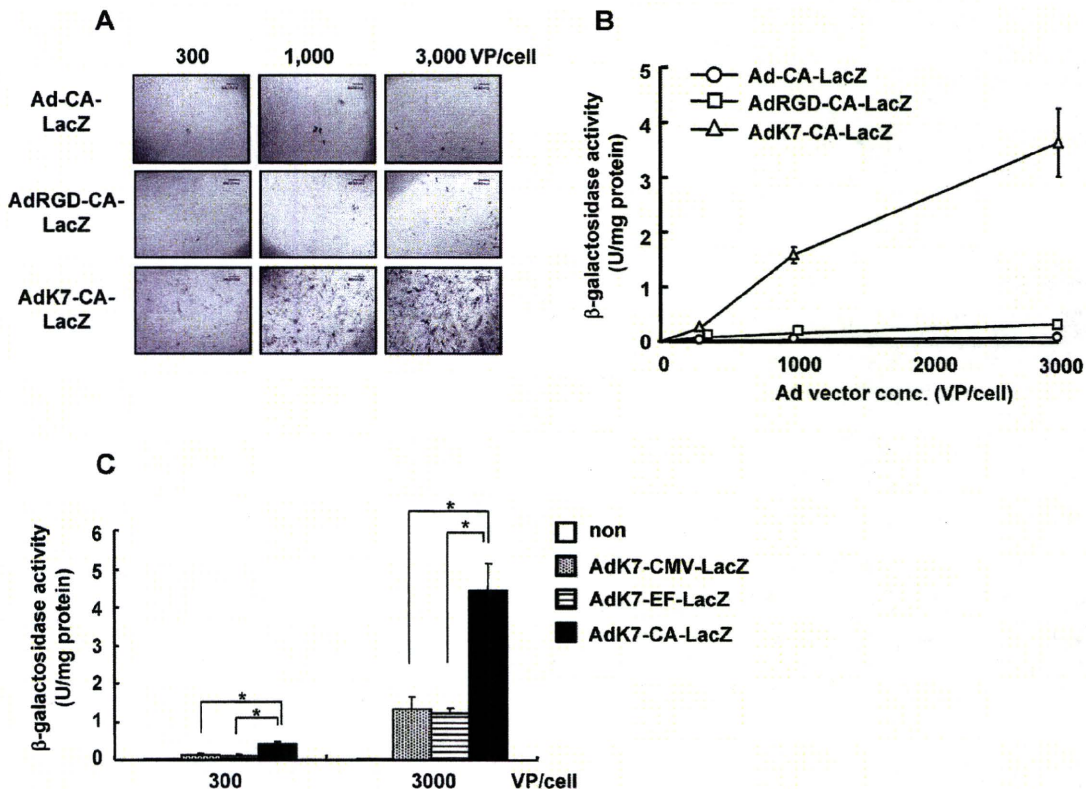 A
300 1,000 3,000 VP/cell
Ad-CA-
LacZ
AdRGD-CA-
LacZ
AdK7-CA-
LacZ
B
β-galactosidase activity
(U/mg protein)
5
4
3
2
1
0
Ad-CA-LacZ
AdRGD-CA-LacZ
AdK7-CA-LacZ
0 1000 2000 3000
Ad vector conc. (VP/cell)
C
β-galactosidase activity
(U/mg protein)
6
5
4
3
2
1
0
* *
* *
300 3000 VP/cell
non
AdK7-CMV-LacZ
AdK7-EF-LacZ
AdK7-CA-LacZ